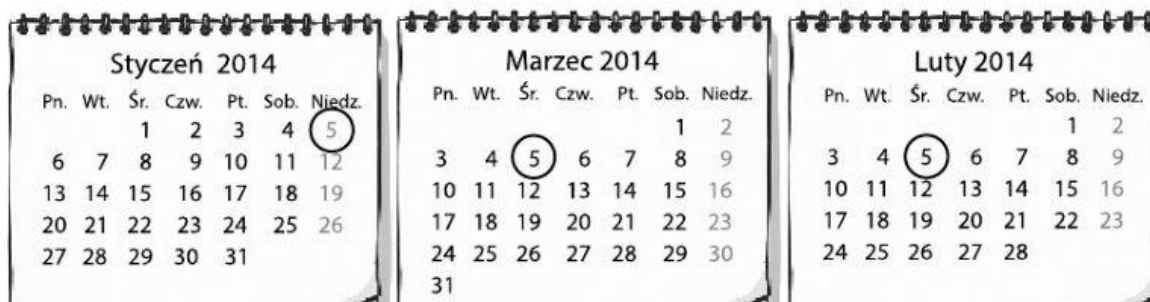 Styczeń 2014
Pn. Wt. Śr. Czw. Pt. Sob. Niedz.
1 2 3 4 5
6 7 8 9 10 11 12
13 14 15 16 17 18 19
20 21 22 23 24 25 26
27 28 29 30 31
Marzec 2014
Pn. Wt. Śr. Czw. Pt. Sob. Niedz.
1 2
3 4 5 6 7 8 9
10 11 12 13 14 15 16
17 18 19 20 21 22 23
24 25 26 27 28 29 30
31
Luty 2014
Pn. Wt. Śr. Czw. Pt. Sob. Niedz.
1 2
3 4 5 6 7 8 9
10 11 12 13 14 15 16
17 18 19 20 21 22 23
24 25 26 27 28